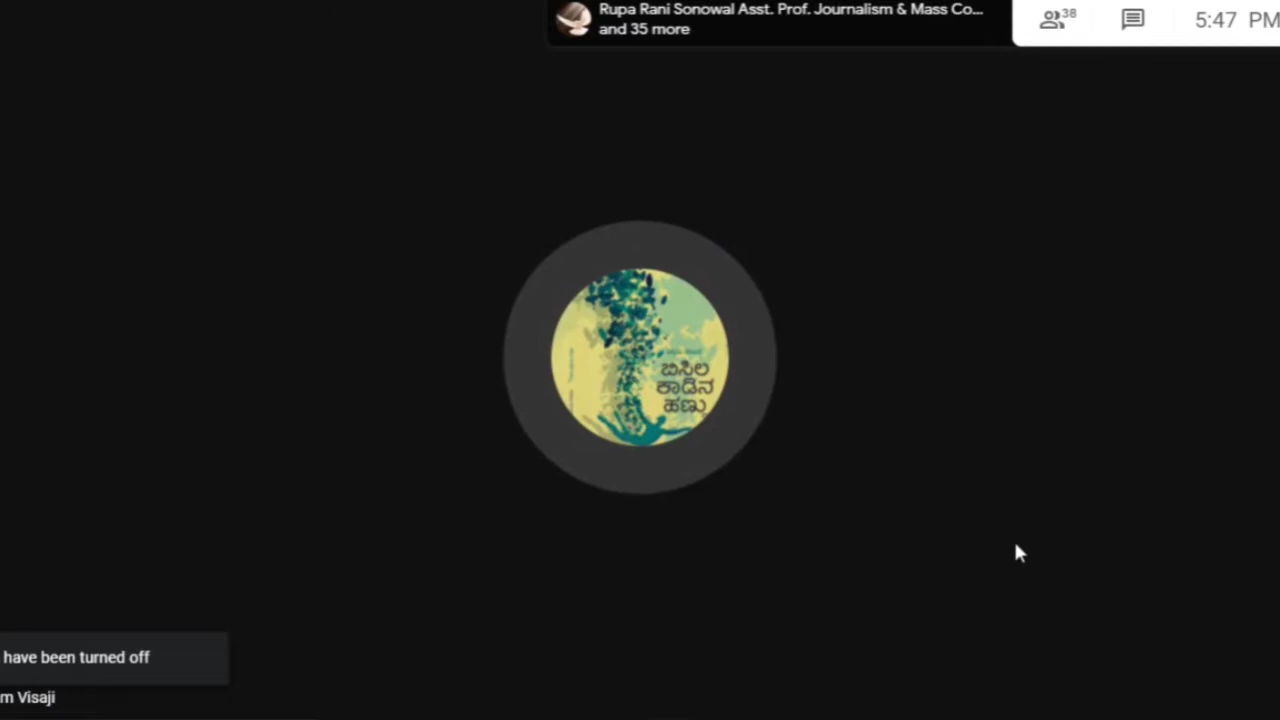 Rupa Rani Sonowal Asst. Prof. Journalism & Mass Co...
and 35 more
38
5:47 PM
ಬಿಸಿಲ
ಕಾಡಿನ
ಹಣ್ಣು
have been turned off
m Visaji